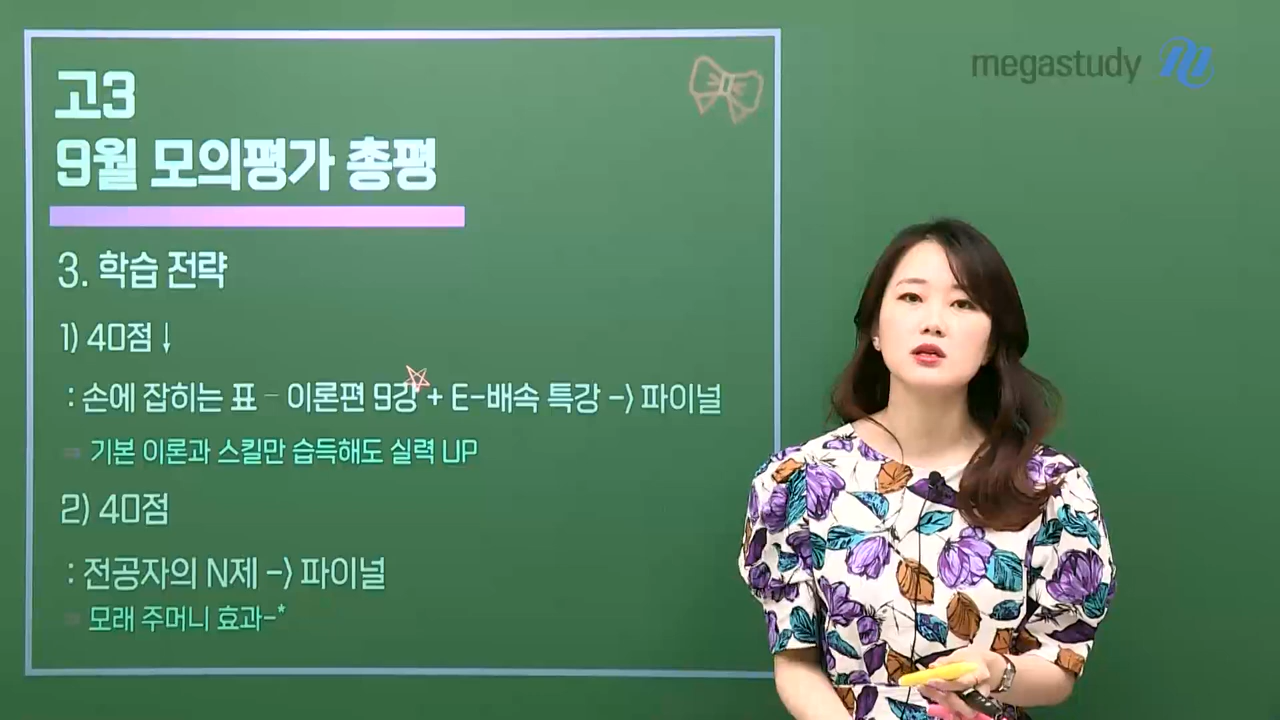 고3
9월 모의평가 총평
3. 학습 전략
1) 40점↓
: 손에 잡히는 표 - 이론편 9강 + E-배속 특강 -> 파이널
기본 이론과 스킬만 습득해도 실력 UP
2) 40점
: 전공자의 N제 -> 파이널
모래 주머니 효과-*
megastudy